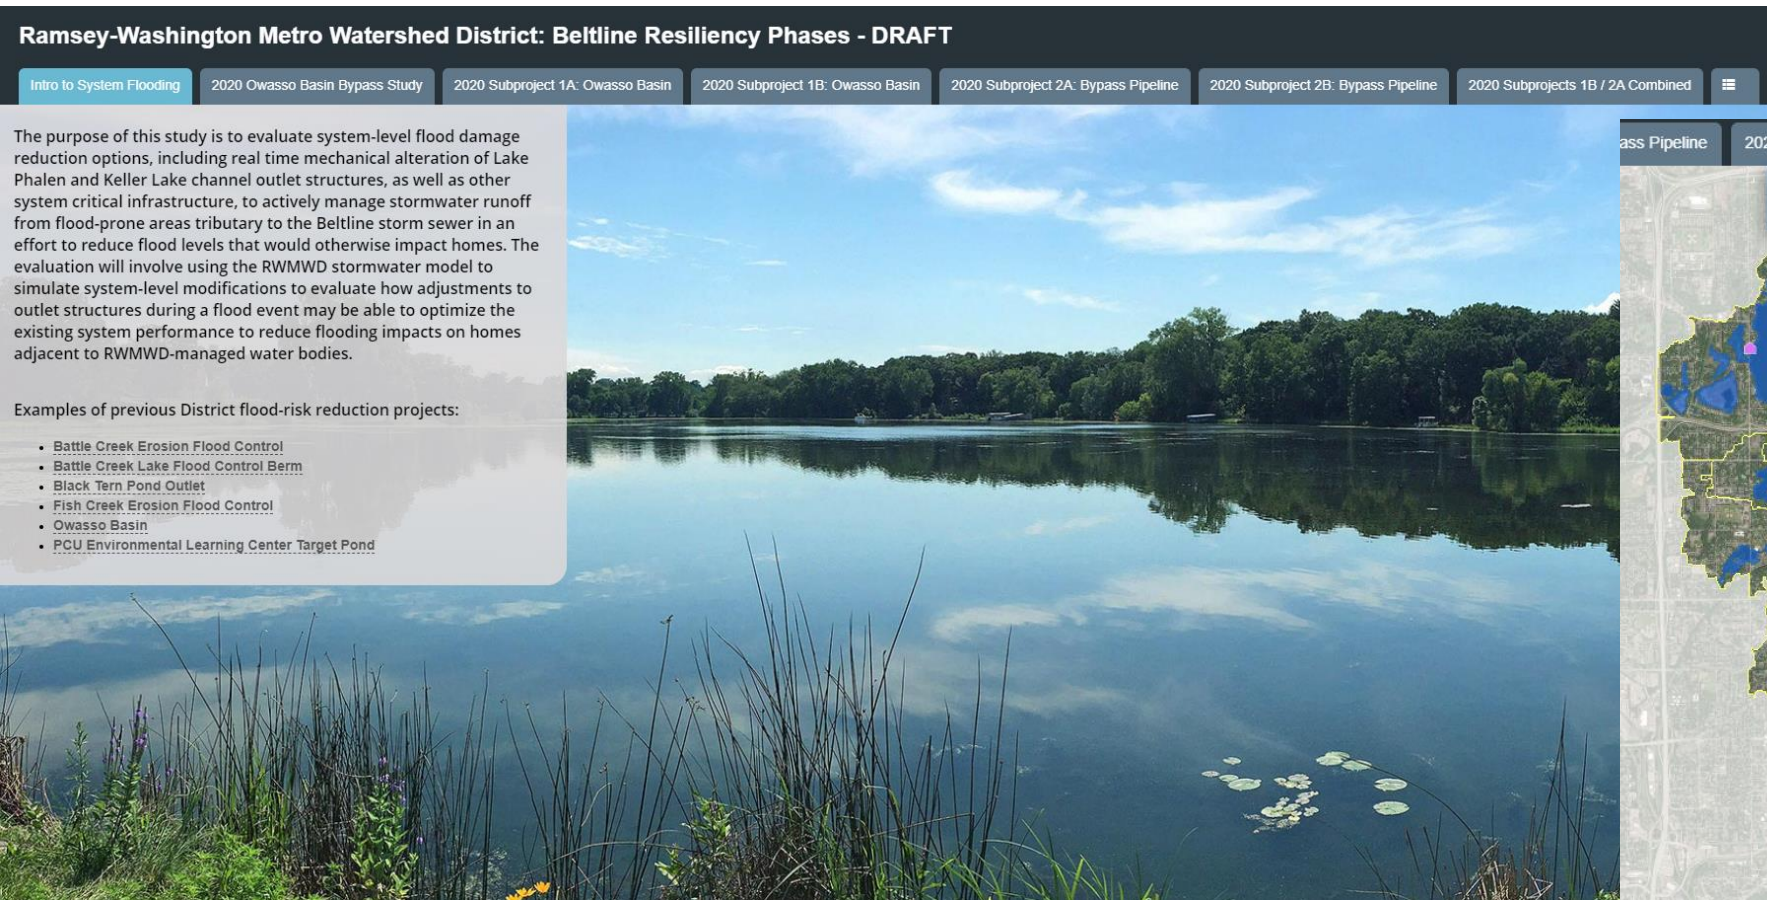 Ramsey-Washington Metro Watershed District: Beltline Resiliency Phases - DRAFT
Intro to System Flooding
2020 Owasso Basin Bypass Study
2020 Subproject 1A: Owasso Basin
2020 Subproject 1B: Owasso Basin
2020 Subproject 2A: Bypass Pipeline
2020 Subproject 2B: Bypass Pipeline
2020 Subprojects 1B / 2A Combined
ass Pipeline
202
The purpose of this study is to evaluate system-level flood damage
reduction options, including real time mechanical alteration of Lake
Phalen and Keller Lake channel outlet structures, as well as other
system critical infrastructure, to actively manage stormwater runoff
from flood-prone areas tributary to the Beltline storm sewer in an
effort to reduce flood levels that would otherwise impact homes. The
evaluation will involve using the RWMWD stormwater model to
simulate system-level modifications to evaluate how adjustments to
outlet structures during a flood event may be able to optimize the
existing system performance to reduce flooding impacts on homes
adjacent to RWMWD-managed water bodies.
Examples of previous District flood-risk reduction projects:
• Battle Creek Erosion Flood Control
• Battle Creek Lake Flood Control Berm
• Black Tern Pond Outlet
• Fish Creek Erosion Flood Control
• Owasso Basin
• PCU Environmental Learning Center Target Pond